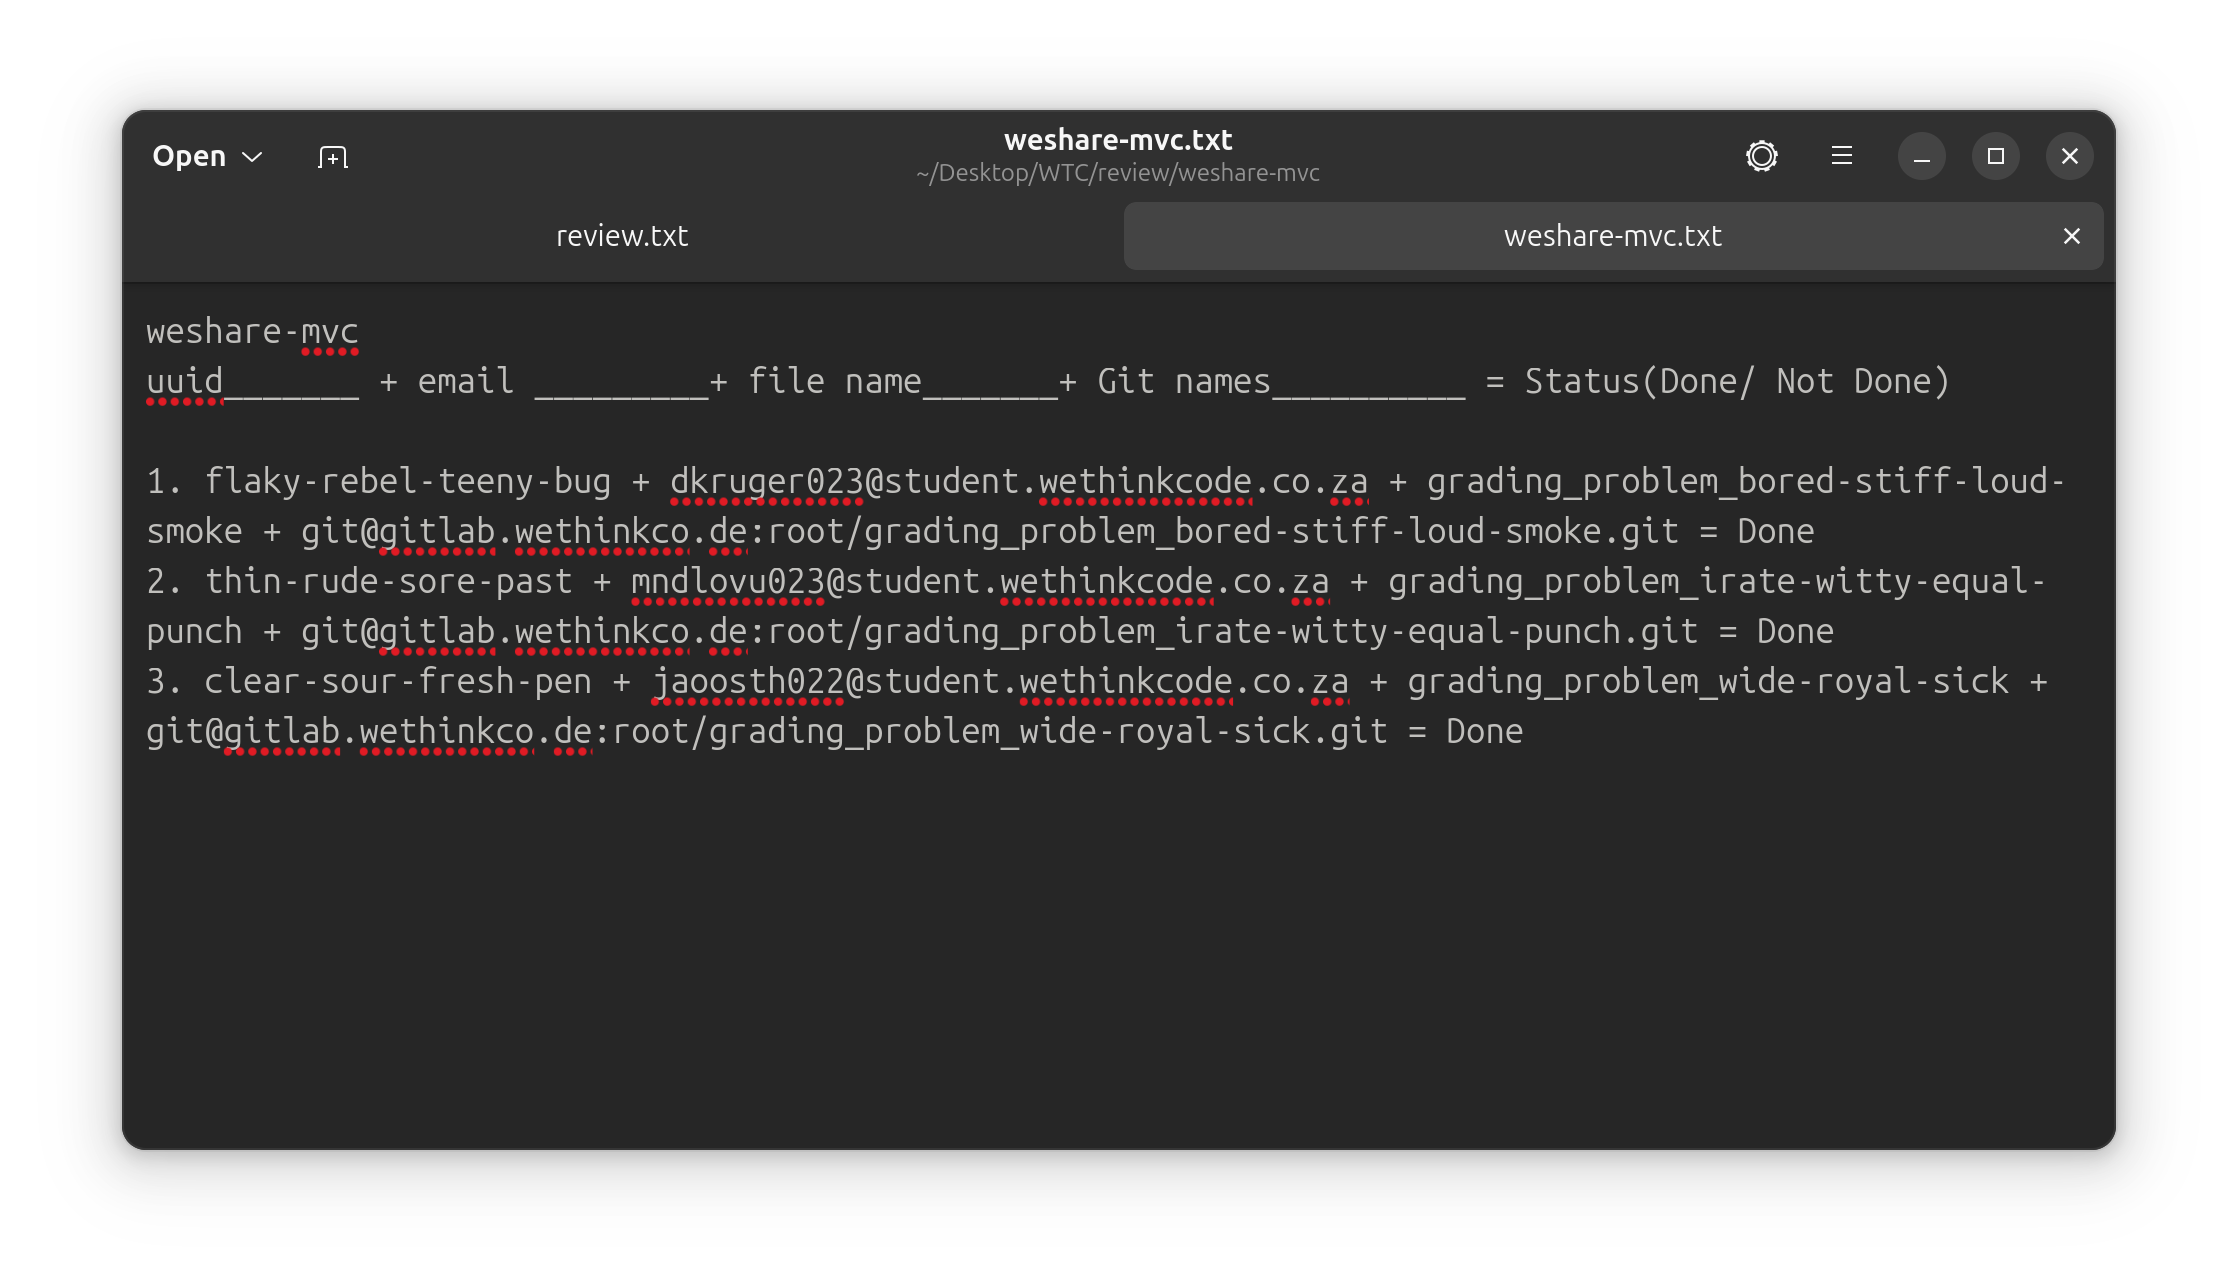 Open
weshare-mvc.txt
~/Desktop/WTC/review/weshare-mvc
review.txt
weshare-mvc.txt
weshare-mvc
uuid_______ + email _________+ file name_______+ Git names__________ = Status(Done/ Not Done)
1. flaky-rebel-teeny-bug + dkruger023@student.wethinkcode.co.za + grading_problem_bored-stiff-loud-
smoke + git@gitlab.wethinkco.de:root/grading_problem_bored-stiff-loud-smoke.git = Done
2. thin-rude-sore-past + mndlovu023@student.wethinkcode.co.za + grading_problem_irate-witty-equal-
punch + git@gitlab.wethinkco.de:root/grading_problem_irate-witty-equal-punch.git = Done
3. clear-sour-fresh-pen + jaoosth022@student.wethinkcode.co.za + grading_problem_wide-royal-sick +
git@gitlab.wethinkco.de:root/grading_problem_wide-royal-sick.git = Done